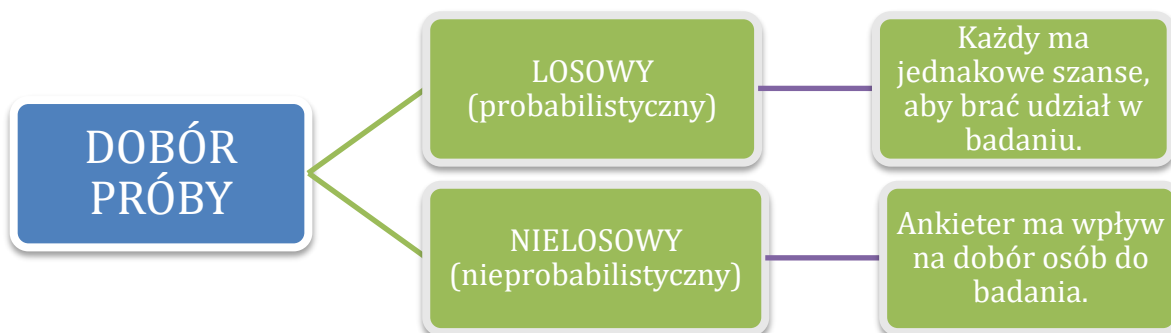 DOBÓR
PRÓBY
LOSOWY
(probabilistyczny)
Każdy ma
jednakowe szanse,
aby brać udział w
badaniu.
NIELOSOWY
(nieprobabilistyczny)
Ankieter ma wpływ
na dobór osób do
badania.